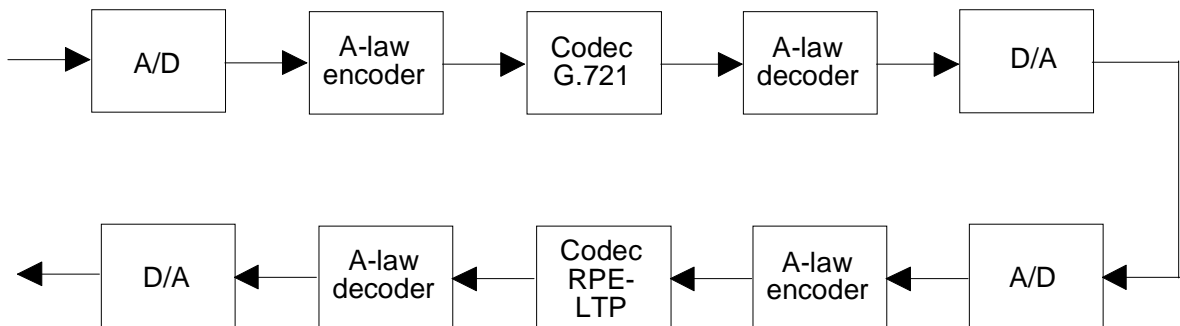 A/D
A-law
encoder
Codec
G.721
A-law
decoder
D/A
D/A
A-law
decoder
Codec
RPE-
LTP
A-law
encoder
A/D